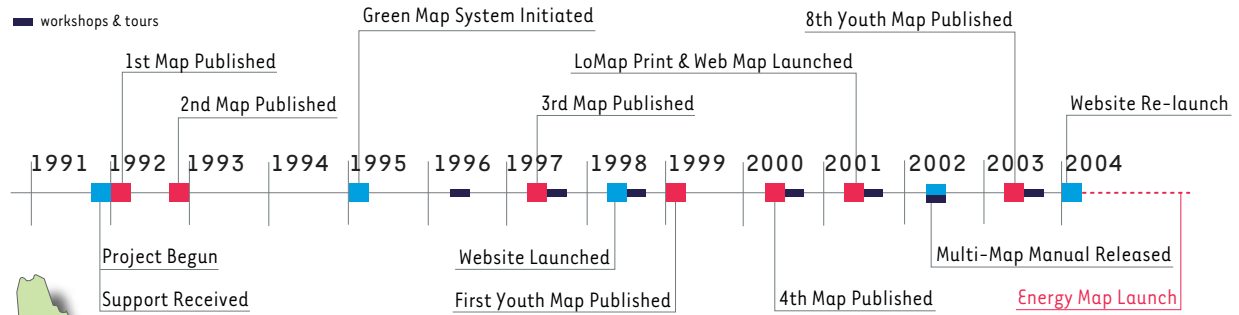 workshops & tours
Green Map System Initiated
8th Youth Map Published
1st Map Published
LoMap Print & Web Map Launched
2nd Map Published
3rd Map Published
Website Re-launch
1991 1992 1993 1994 1995 1996 1997 1998 1999 2000 2001 2002 2003 2004
Project Begun
Website Launched
Multi-Map Manual Released
Support Received
First Youth Map Published
4th Map Published
Energy Map Launch